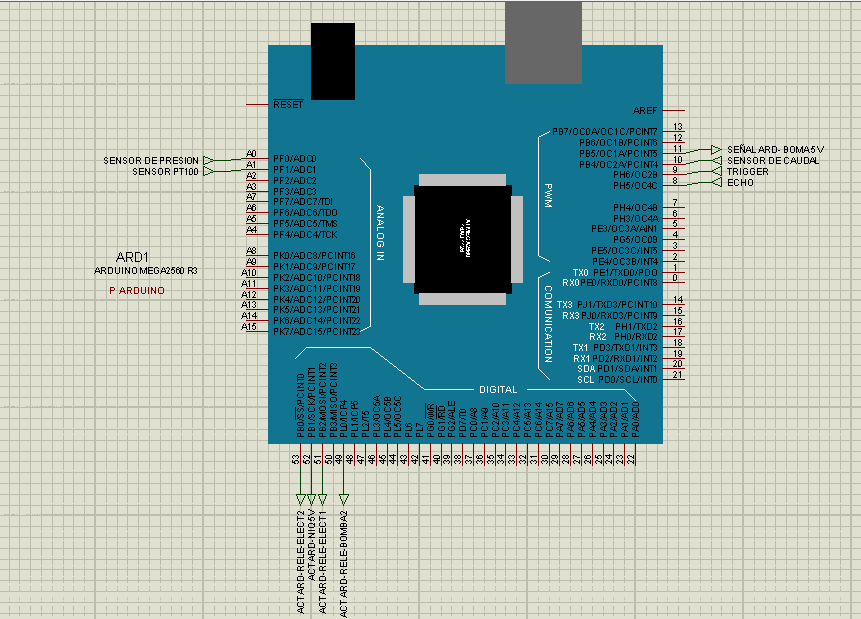 RESET
AREF
A0 PF0/ADC0
A1 PF1/ADC1
A2 PF2/ADC2
A3 PF3/ADC3
A7 PF7/ADC7/TDI
A6 PF6/ADC6/TDO
A5 PF5/ADC5/TMS
A4 PF4/ADC4/TCK
A8 PK0/ADC8/PCINT16
A9 PK1/ADC9/PCINT17
A10 PK2/ADC10/PCINT18
A11 PK3/ADC11/PCINT19
A12 PK4/ADC12/PCINT20
A13 PK5/ADC13/PCINT21
A14 PK6/ADC14/PCINT22
A15 PK7/ADC15/PCINT23
SENSOR DE PRESION
SENSOR PT100
ARD1
ARDUINO MEGA2560 R3
P ARDUINO
ANALOG IN
PWM
COMUNICATION
DIGITAL
PB7/OC0A/OC1C/PCINT7 13
PB6/OC1B/PCINT6 12
PB5/OC1A/PCINT5 11
PB4/OC2A/PCINT4 10
PH6/OC2B 9
PH5/OC4C 8
SEÑAL ARD- BOMA5V
SENSOR DE CAUDAL
TRIGGER
ECHO
PH4/OC4B 7
PH3/OC4A 6
PE3/OC3A/AIN1 5
PG5/OC0B 4
PE5/OC3C/INT5 3
PE4/OC3B/INT4 2
TX0 PE1/TXD0/PDO 1
RX0 PE0/RXD0/PCINT8 0
TX3 PJ1/TXD3/PCINT10 14
RX3 PJ0/RXD3/PCINT9 15
TX2 PH1/TXD2 16
RX2 PH0/RXD2 17
TX1 PD3/TXD1/INT3 18
RX1 PD2/RXD1/INT2 19
SDA PD1/SDA/INT1 20
SCL PD0/SCL/INT0 21
PB0/SS/PCINT0 53
PB1/SCK/PCINT1 52
PB2/MOSI/PCINT2 51
PB3/MISO/PCINT3 50
PL0/ICP4 49
PL1/ICP5 48
PL2/T5 47
PL3/OC5A 46
PL4/OC5B 45
PL5/OC5C 44
PL6 43
PL7 42
PG0/WR 41
PG1/RD 40
PG2/ALE 39
PD7/T0 38
PC0/A8 37
PC1/A9 36
PC2/A10 35
PC3/A11 34
PC4/A12 33
PC5/A13 32
PC6/A14 31
PC7/A15 30
PA7/AD7 29
PA6/AD6 28
PA5/AD5 27
PA4/AD4 26
PA3/AD3 25
PA2/AD2 24
PA1/AD1 23
PA0/AD0 22
ACTARD-RELE-ELECT2
ACTARD-NIQ5V
ACTARD-RELE-ELECT1
ACTARD-RELE-BOMBA2